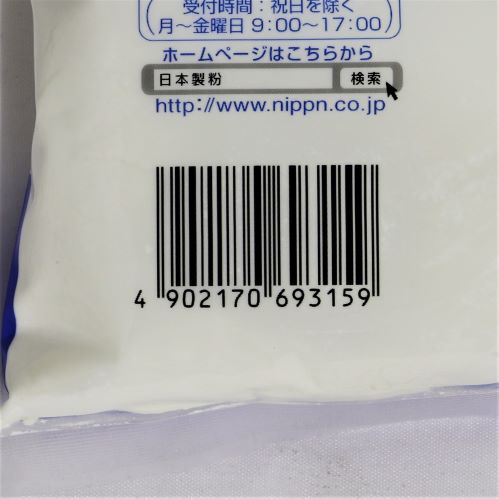 受付時間：祝日を除く
(月～金曜日 9:00～17:00)
ホームページはこちらから
日本製粉 検索
http://www.nippn.co.jp
4 902170 693159